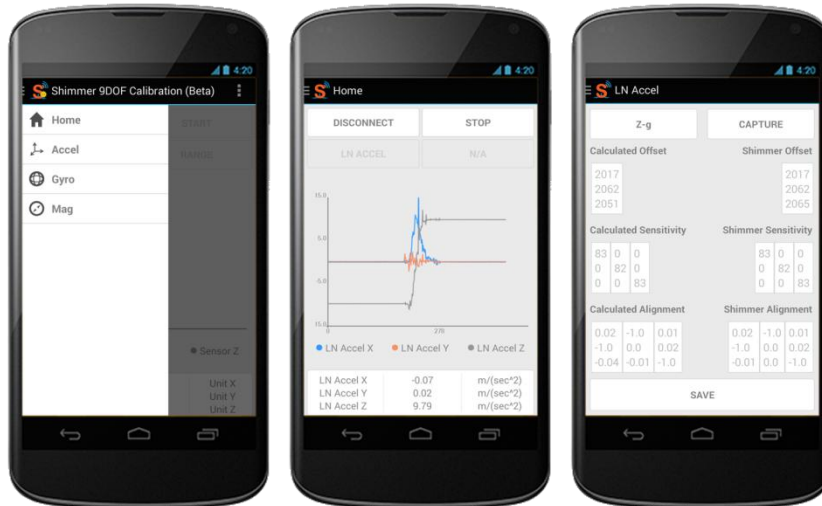 4:20
Shimmer 9DOF Calibration (Beta)
Home
START
Accel
RANGE
Gyro
Mag
Sensor Z
Unit X
Unit Y
Unit Z
4:20
Home
DISCONNECT STOP
LN ACCEL N/A
15.0
5.0
-5.0
15.0
0 270
LN Accel X LN Accel Y LN Accel Z
LN Accel X -0.07 m/(sec^2)
LN Accel Y 0.02 m/(sec^2)
LN Accel Z 9.79 m/(sec^2)
4:20
LN Accel
Z-g CAPTURE
Calculated Offset Shimmer Offset
2017 2017
2062 2062
2051 2065
Calculated Sensitivity Shimmer Sensitivity
83 0 0 83 0 0
0 82 0 0 82 0
0 0 83 0 0 83
Calculated Alignment Shimmer Alignment
0.02 -1.0 0.01 0.02 -1.0 0.01
-1.0 0.0 0.02 -1.0 0.0 0.02
-0.04 -0.01 -1.0 -0.01 0.0 -1.0
SAVE